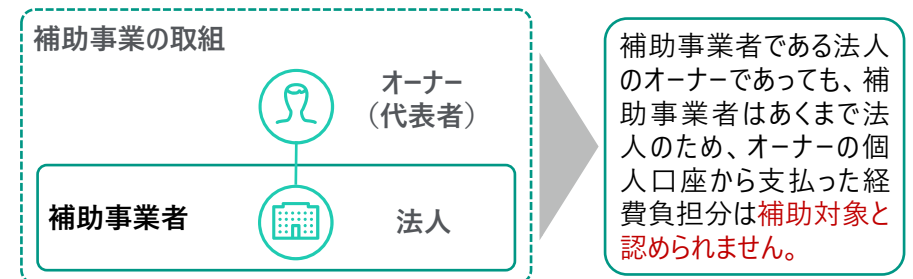 補助事業の取組
オーナー
（代表者）
補助事業者
法人
補助事業者である法人
のオーナーであっても、補
助事業者はあくまで法
人のため、オーナーの個
人口座から支払った経
費負担分は補助対象と
認められません。